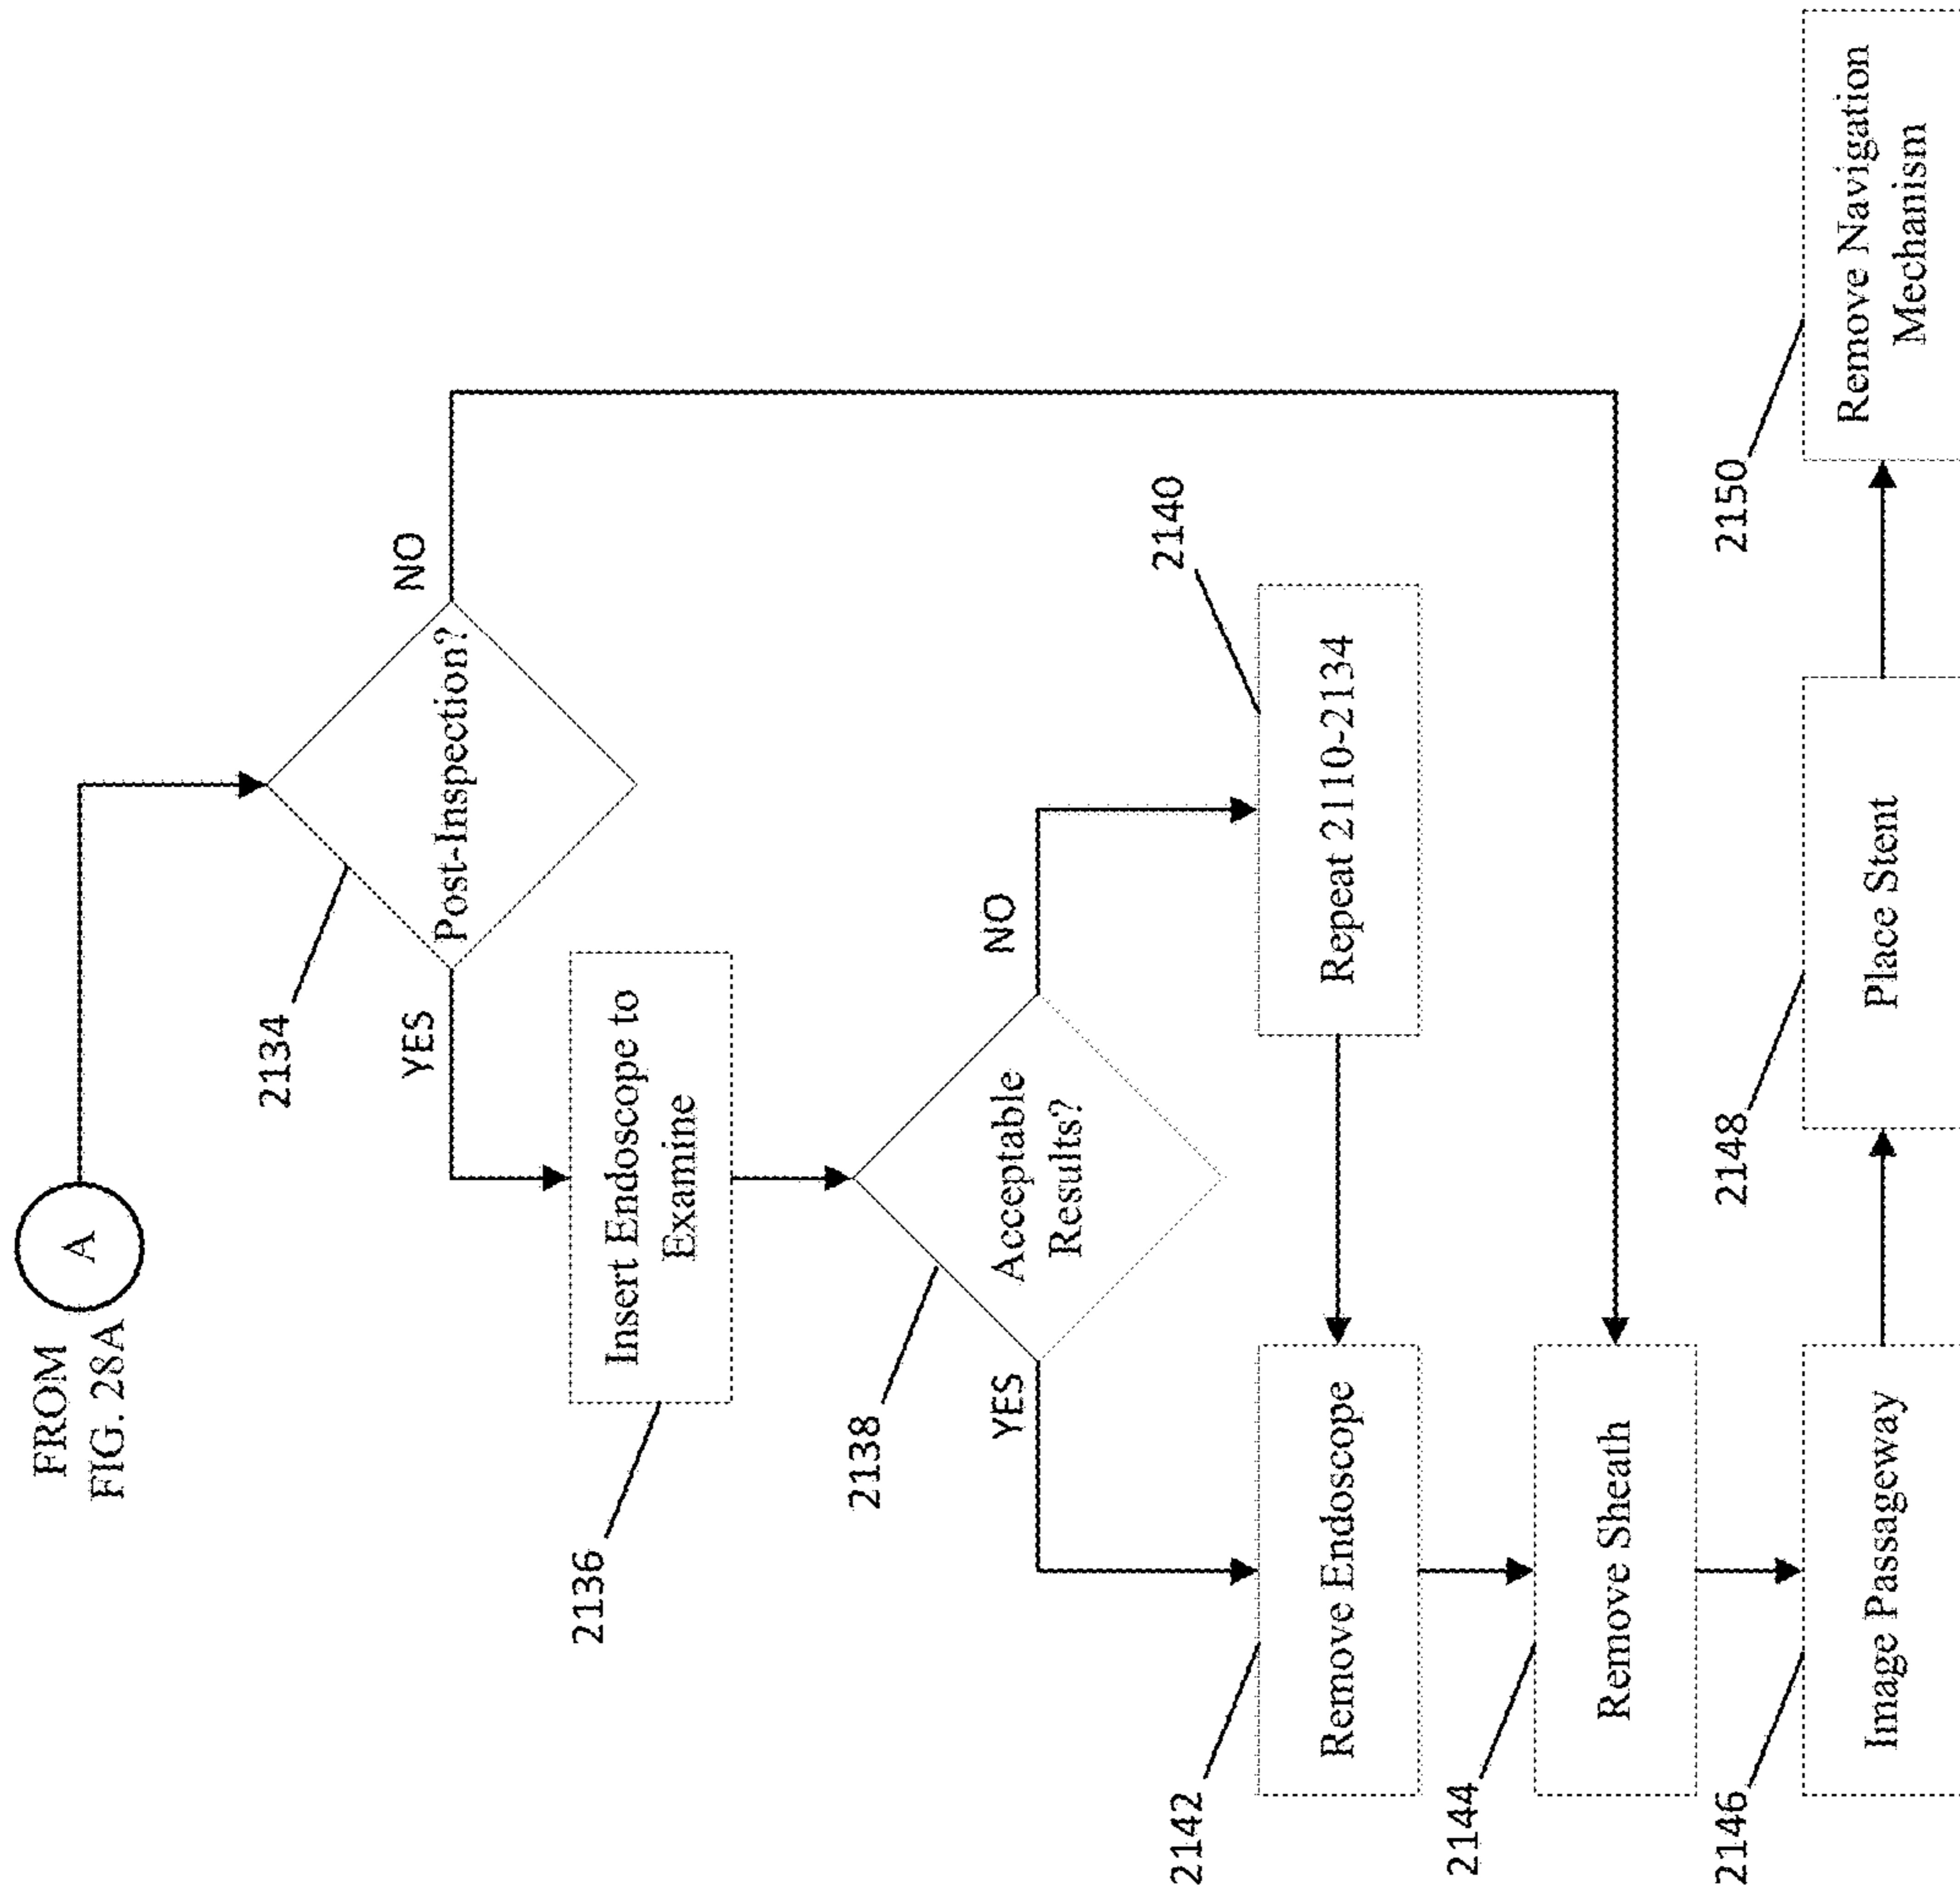 FROM
FIG. 28A
A
2134
Post-Inspection?
YES
NO
2136
Insert Endoscope to
Examine
2138
Acceptable
Results?
YES
NO
2140
Repeat 2110-2134
2142
Remove Endoscope
2144
Remove Sheath
2146
Image Passageway
2148
Place Stent
2150
Remove Navigation
Mechanism